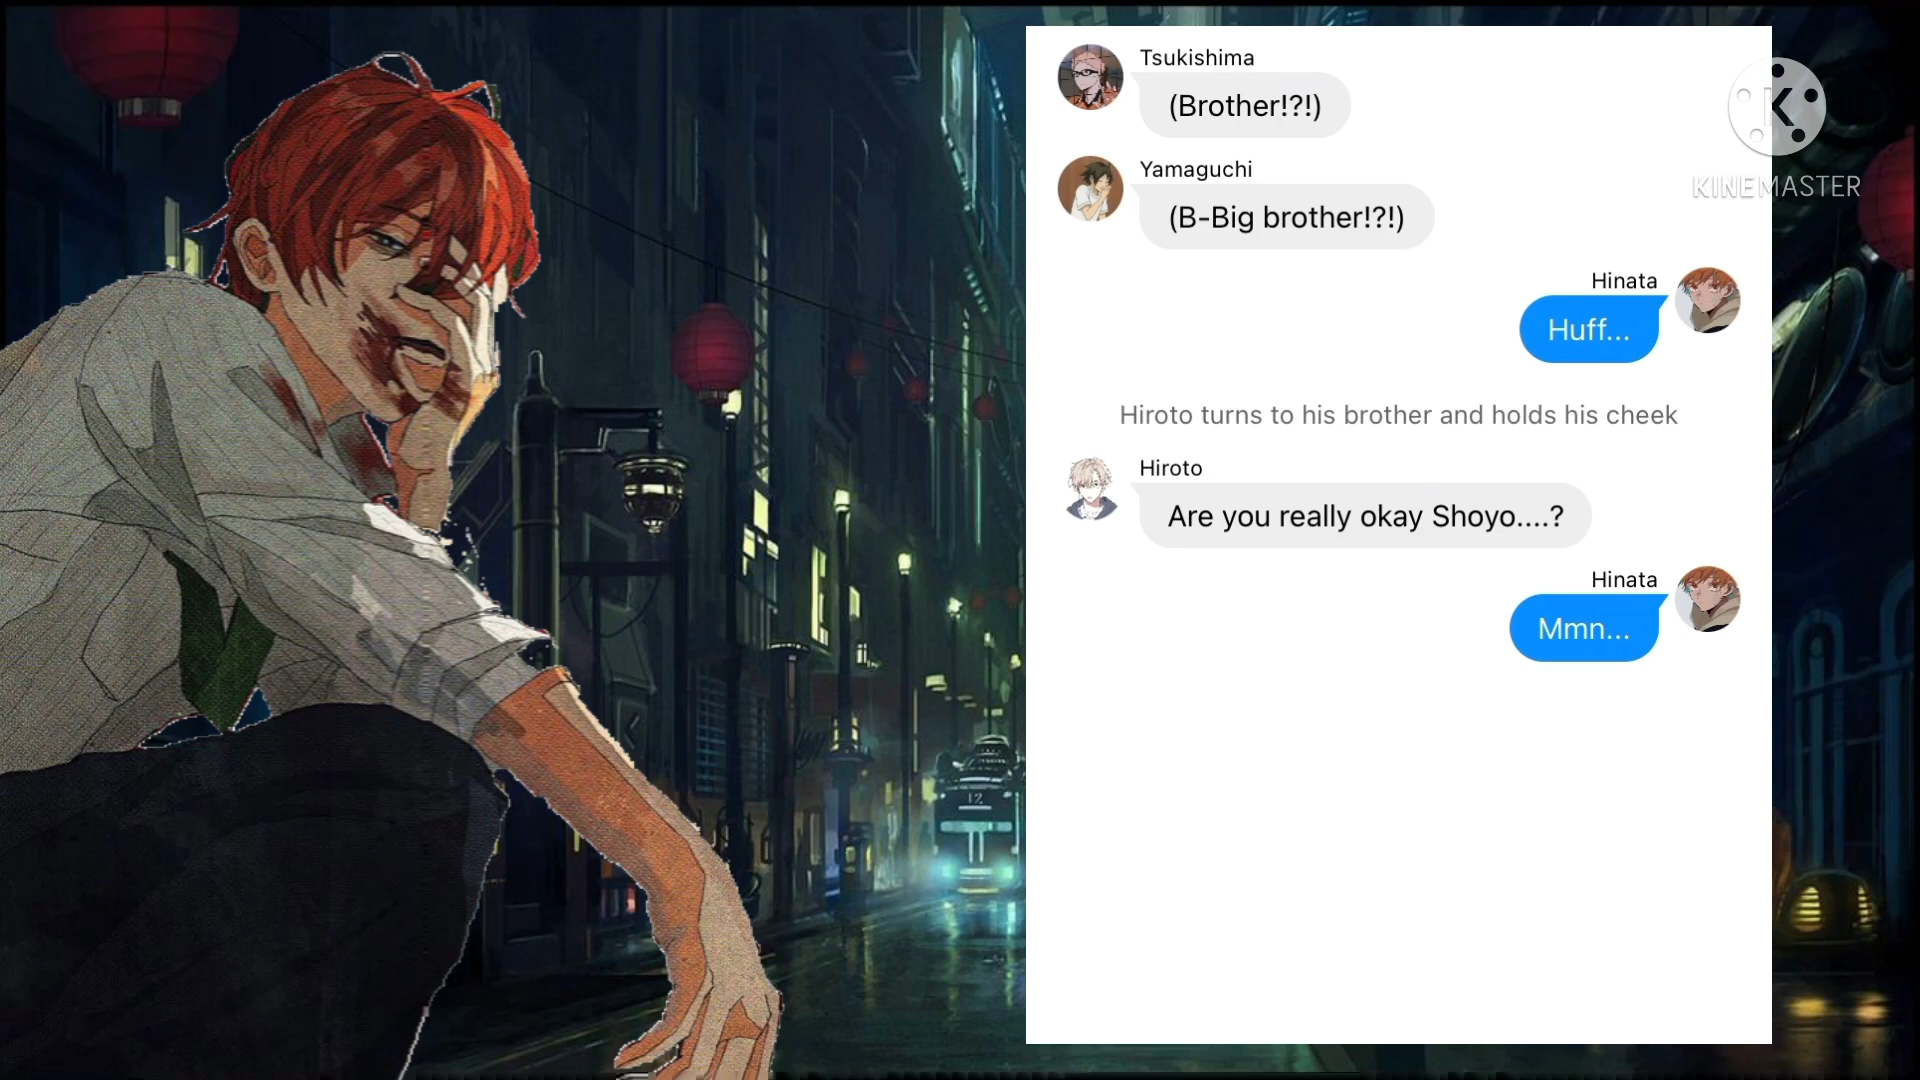 Tsukishima
(Brother!?!)
Yamaguchi
(B-Big brother!?!)
Hinata
Huff...
Hiroto turns to his brother and holds his cheek
Hiroto
Are you really okay Shoyo....?
Hinata
Mmn...
K
KINEMASTER
12